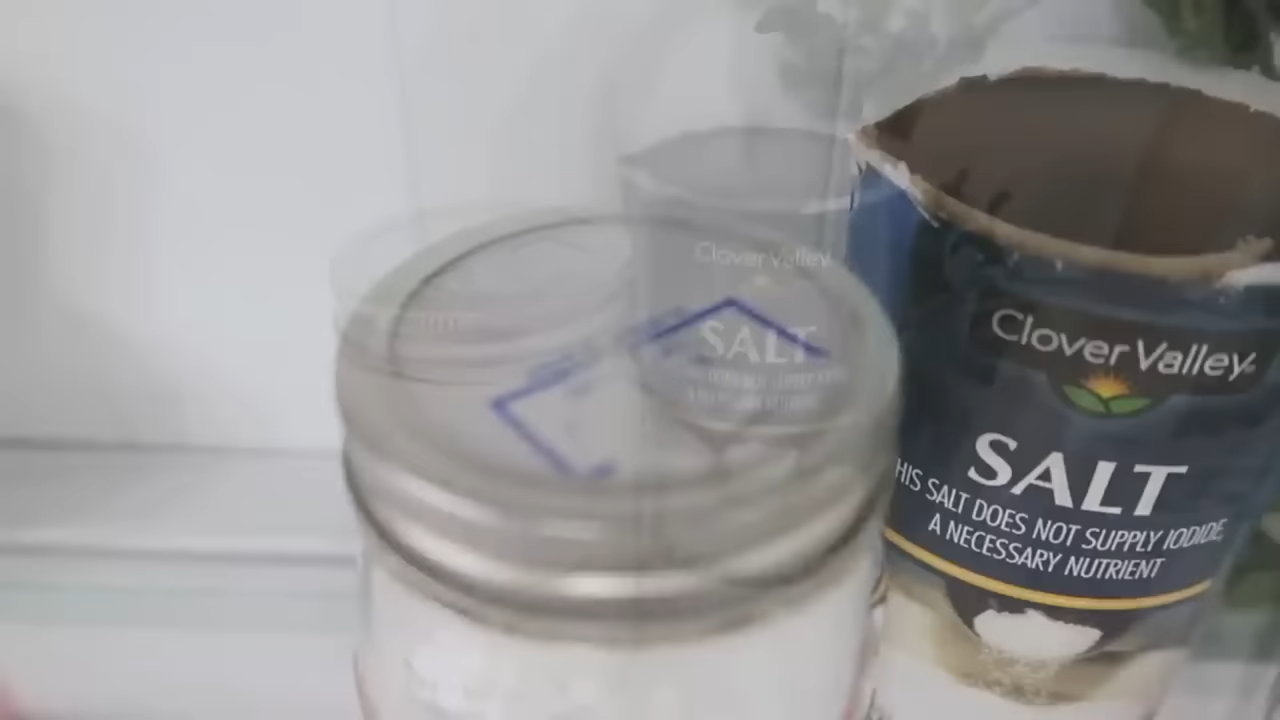 Clover Valley
SALT
Clover Valley
SALT
HIS SALT DOES NOT SUPPLY IODIDE,
A NECESSARY NUTRIENT